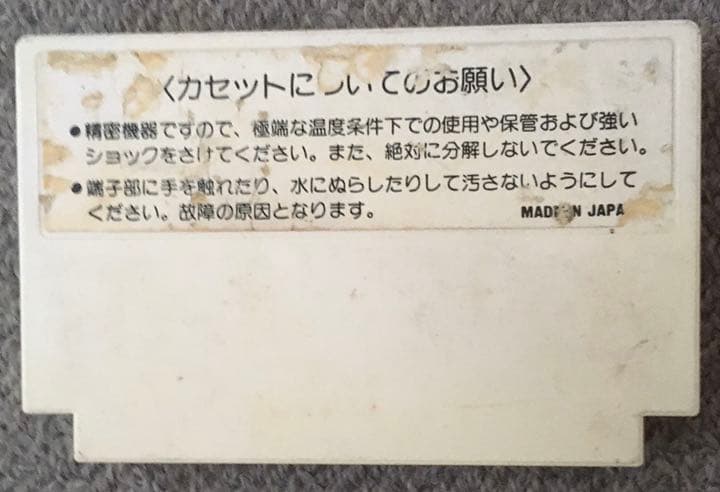 〈カセットについてのお願い〉
●精密機器ですので、極端な温度条件下での使用や保管および強い
ショックをさけてください。また、絶対に分解しないでください。
●端子部に手を触れたり、水にぬらしたりして汚さないようにして
ください。故障の原因となります。
MADE IN JAPA